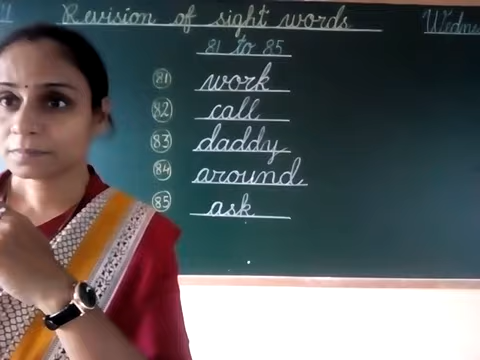 Revision of sight words
81 to 85
81 work
82 call
83 daddy
84 around
85 ask